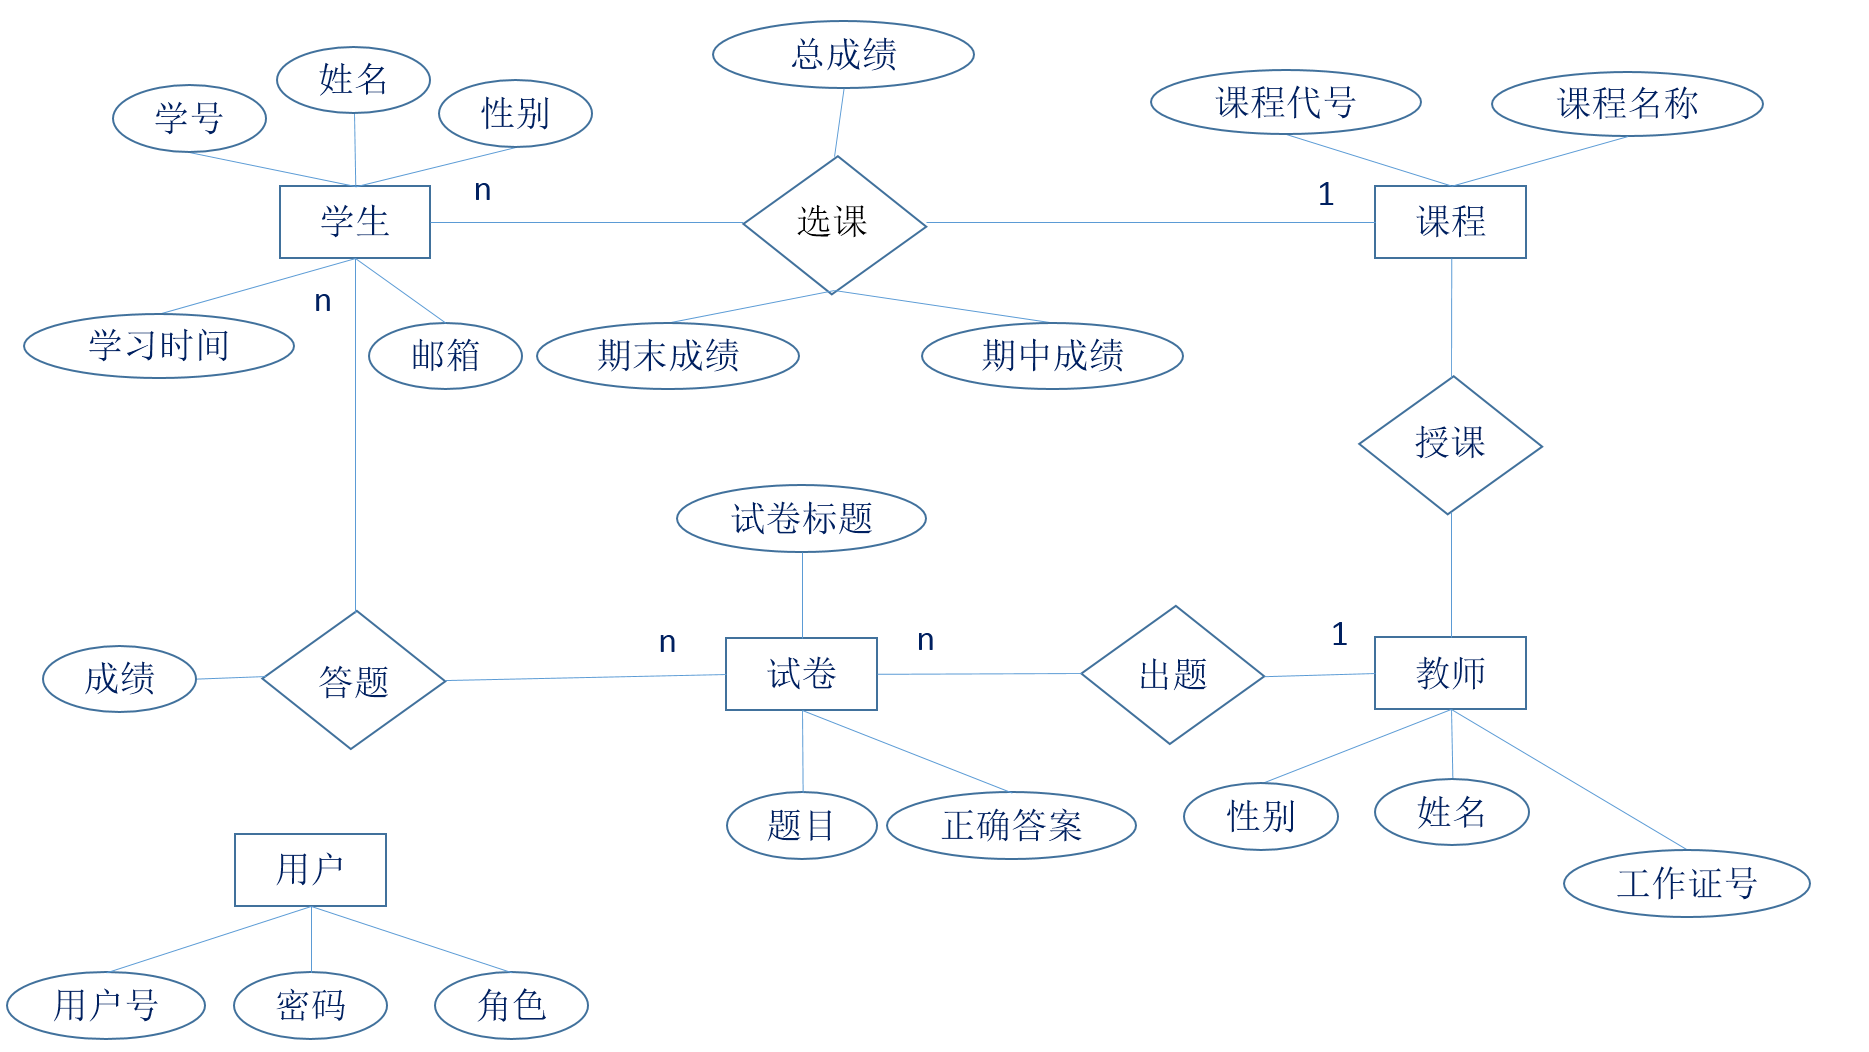 总成绩
姓名
课程代号
课程名称
性别
学号
n
1
学生
选课
课程
n
学习时间
邮箱
期末成绩
期中成绩
授课
试卷标题
n
n
1
成绩
答题
试卷
出题
教师
题目
正确答案
性别
姓名
用户
工作证号
用户号
密码
角色